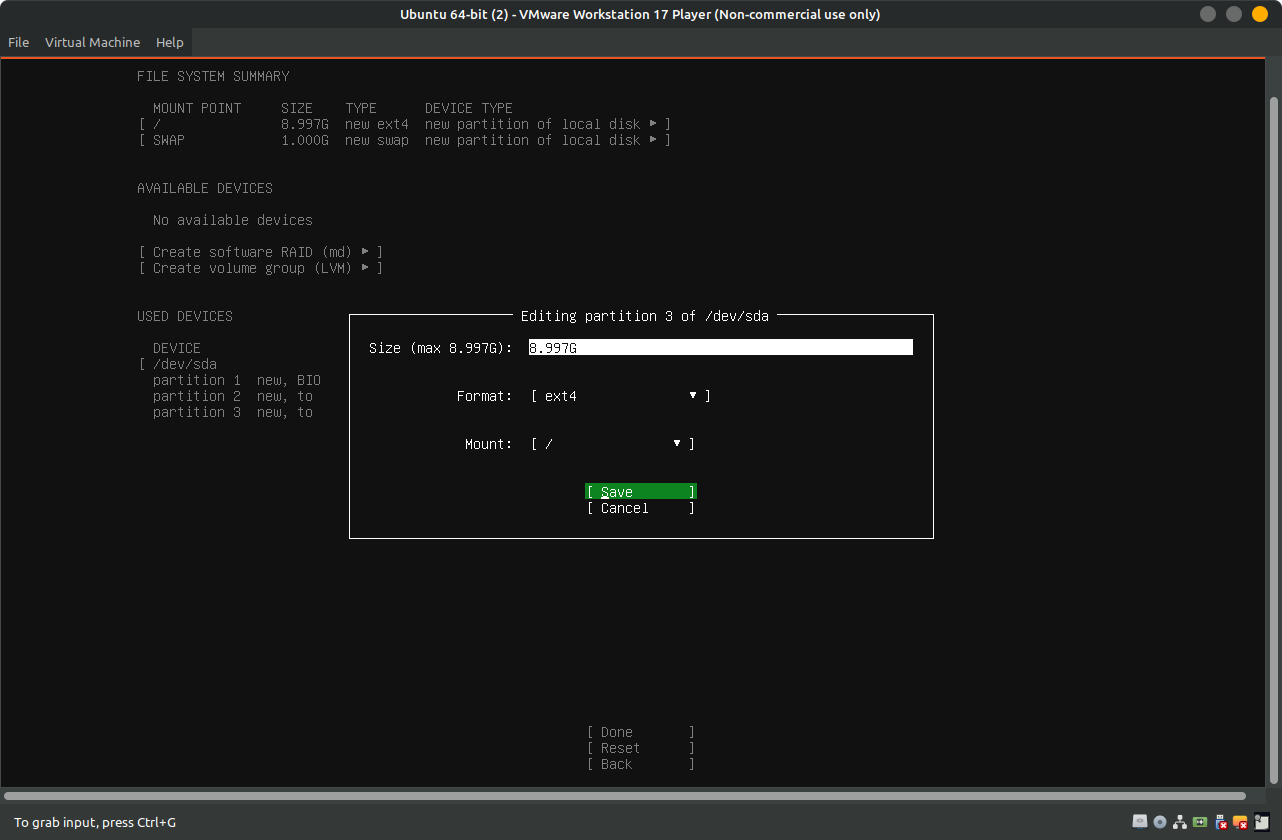 Ubuntu 64-bit (2) - VMware Workstation 17 Player (Non-commercial use only)
File Virtual Machine Help
FILE SYSTEM SUMMARY
MOUNT POINT SIZE TYPE DEVICE TYPE
[ / 8.997G new ext4 new partition of local disk ▸ ]
[ SWAP 1.000G new swap new partition of local disk ▸ ]
AVAILABLE DEVICES
No available devices
[ Create software RAID (md) ▸ ]
[ Create volume group (LVM) ▸ ]
USED DEVICES
DEVICE
[ /dev/sda
partition 1 new, BIO
partition 2 new, to
partition 3 new, to
Editing partition 3 of /dev/sda
Size (max 8.997G): 8.997G
Format: [ ext4 ▾ ]
Mount: [ / ▾ ]
[ Save ]
[ Cancel ]
[ Done ]
[ Reset ]
[ Back ]
To grab input, press Ctrl+G